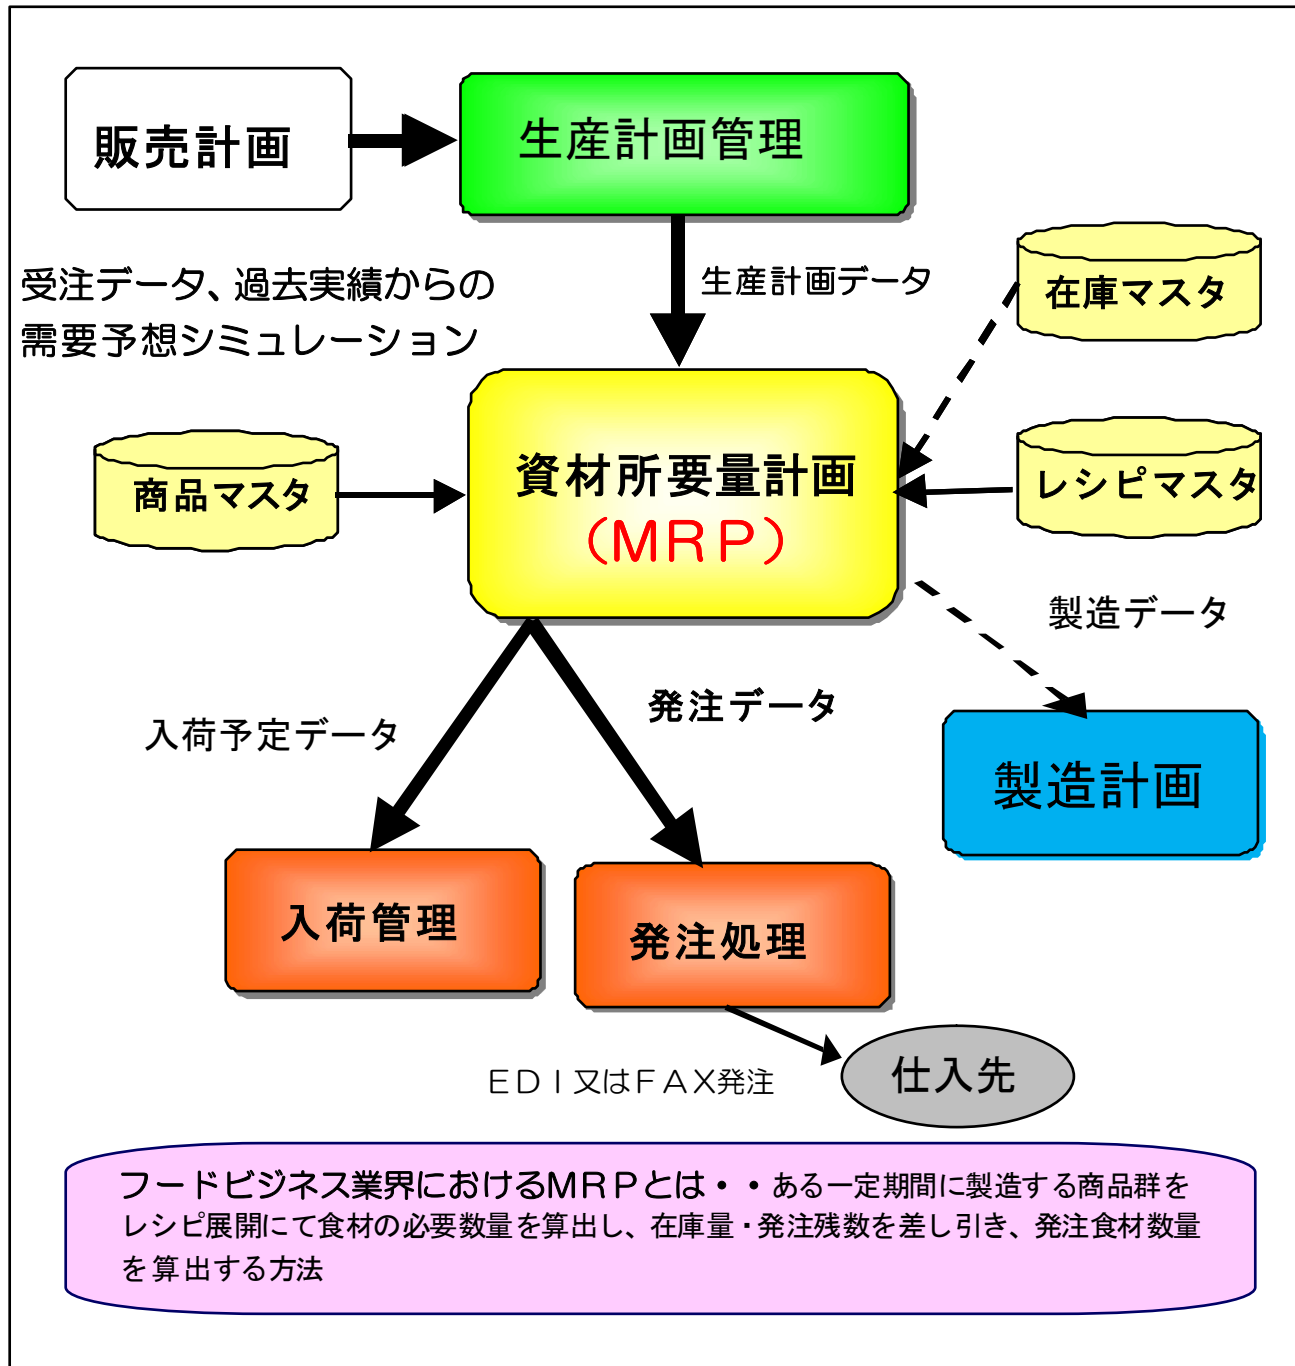 販売計画
生産計画管理
受注データ、過去実績からの
需要予想シミュレーション
生産計画データ
在庫マスタ
商品マスタ
資材所要量計画
（ＭＲＰ）
レシピマスタ
製造データ
入荷予定データ
発注データ
製造計画
入荷管理
発注処理
ＥＤＩ又はＦＡＸ発注
仕入先
フードビジネス業界におけるＭＲＰとは・・ある一定期間に製造する商品群を
レシピ展開にて食材の必要数量を算出し、在庫量・発注残数を差し引き、発注食材数量
を算出する方法